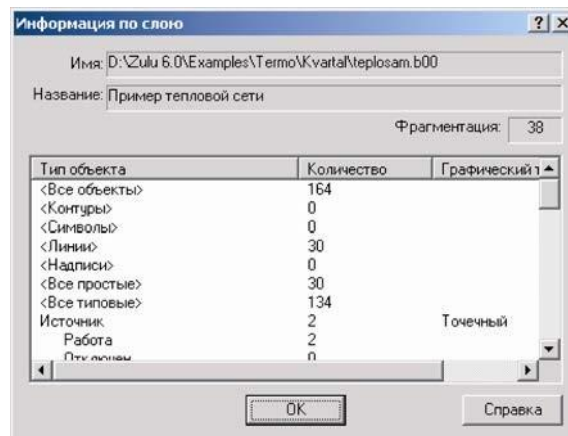 Информация по слою
Имя: D:\Zulu 6.0\Examples\Termo\Kvartal\teplosam.b00
Название: Пример тепловой сети
Фрагментация: 38
Тип объекта Количество Графический т
<Все объекты> 164
<Контуры> 0
<Символы> 0
<Линии> 30
<Надписи> 0
<Все простые> 30
<Все типовые> 134
Источник 2 Точечный
Работа 2
Отключен 0
OK Справка